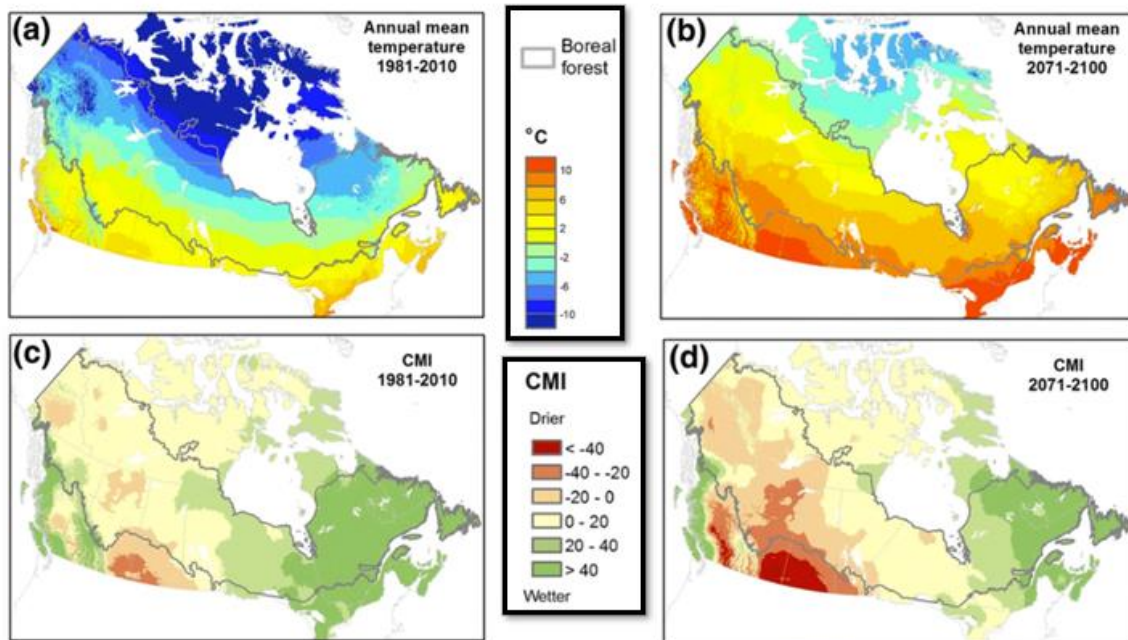 (a)
Annual mean
temperature
1981-2010
Boreal
forest
°C
10
6
2
-2
-6
-10
(b)
Annual mean
temperature
2071-2100
(c)
CMI
1981-2010
CMI
Drier
< -40
-40 - -20
-20 - 0
0 - 20
20 - 40
> 40
Wetter
(d)
CMI
2071-2100